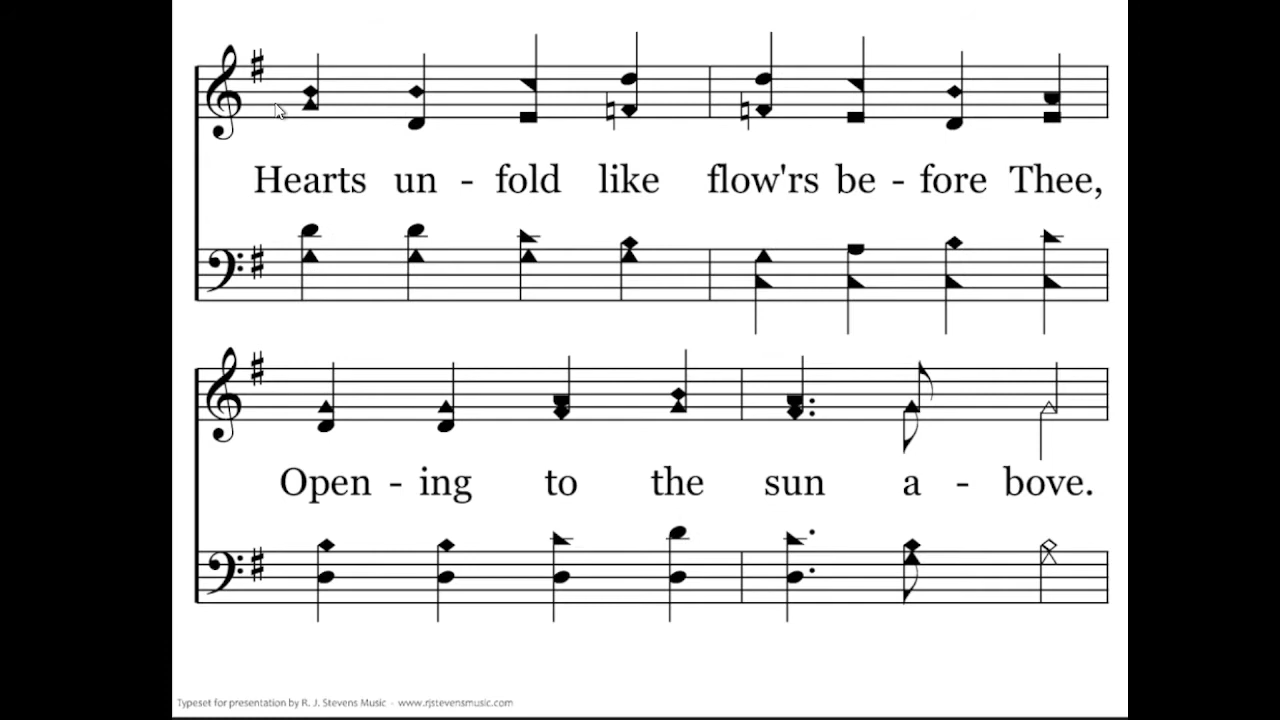 Hearts un - fold like flow'rs be - fore Thee,
Open - ing to the sun a - bove.
Typeset for presentation by R. J. Stevens Music - www.rjstevensmusic.com